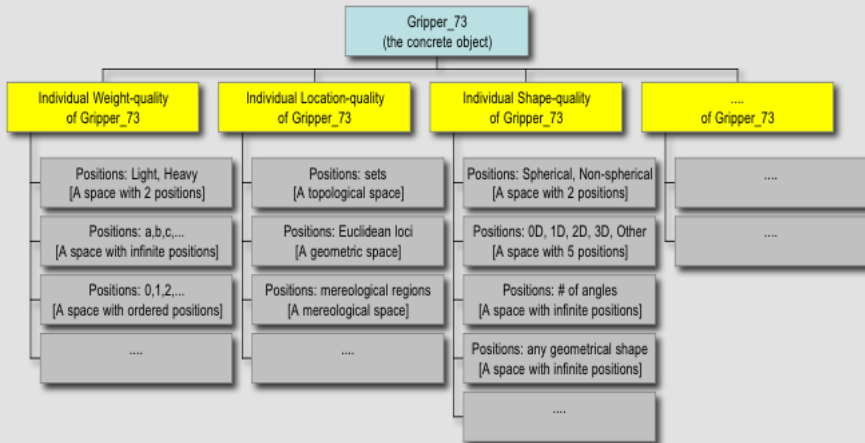 Gripper_73
(the concrete object)
Individual Weight-quality
of Gripper_73
Individual Location-quality
of Gripper_73
Individual Shape-quality
of Gripper_73
....
of Gripper_73
Positions: Light, Heavy
[A space with 2 positions]
Positions: a,b,c,...
[A space with infinite positions]
Positions: 0,1,2,...
[A space with ordered positions]
....
Positions: sets
[A topological space]
Positions: Euclidean loci
[A geometric space]
Positions: mereological regions
[A mereological space]
....
Positions: Spherical, Non-spherical
[A space with 2 positions]
Positions: 0D, 1D, 2D, 3D, Other
[A space with 5 positions]
Positions: # of angles
[A space with infinite positions]
Positions: any geometrical shape
[A space with infinite positions]
....
....
....